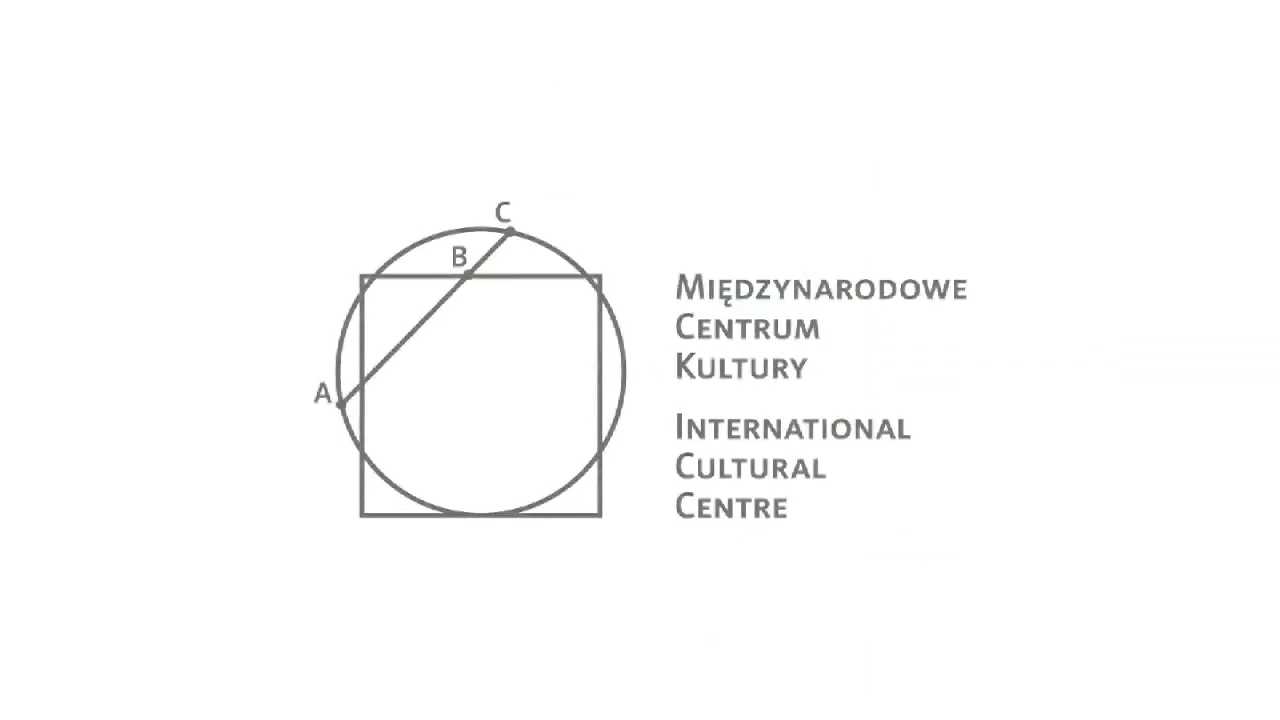 C
B
A
MIĘDZYNARODOWE
CENTRUM
KULTURY
INTERNATIONAL
CULTURAL
CENTRE